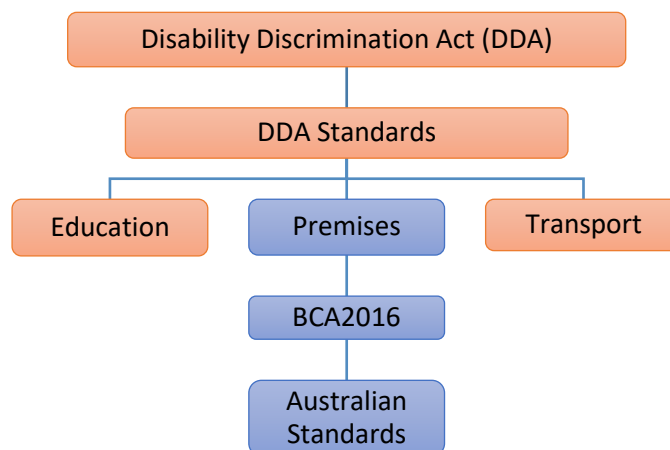 Disability Discrimination Act (DDA)
DDA Standards
Education
Premises
Transport
BCA2016
Australian
Standards